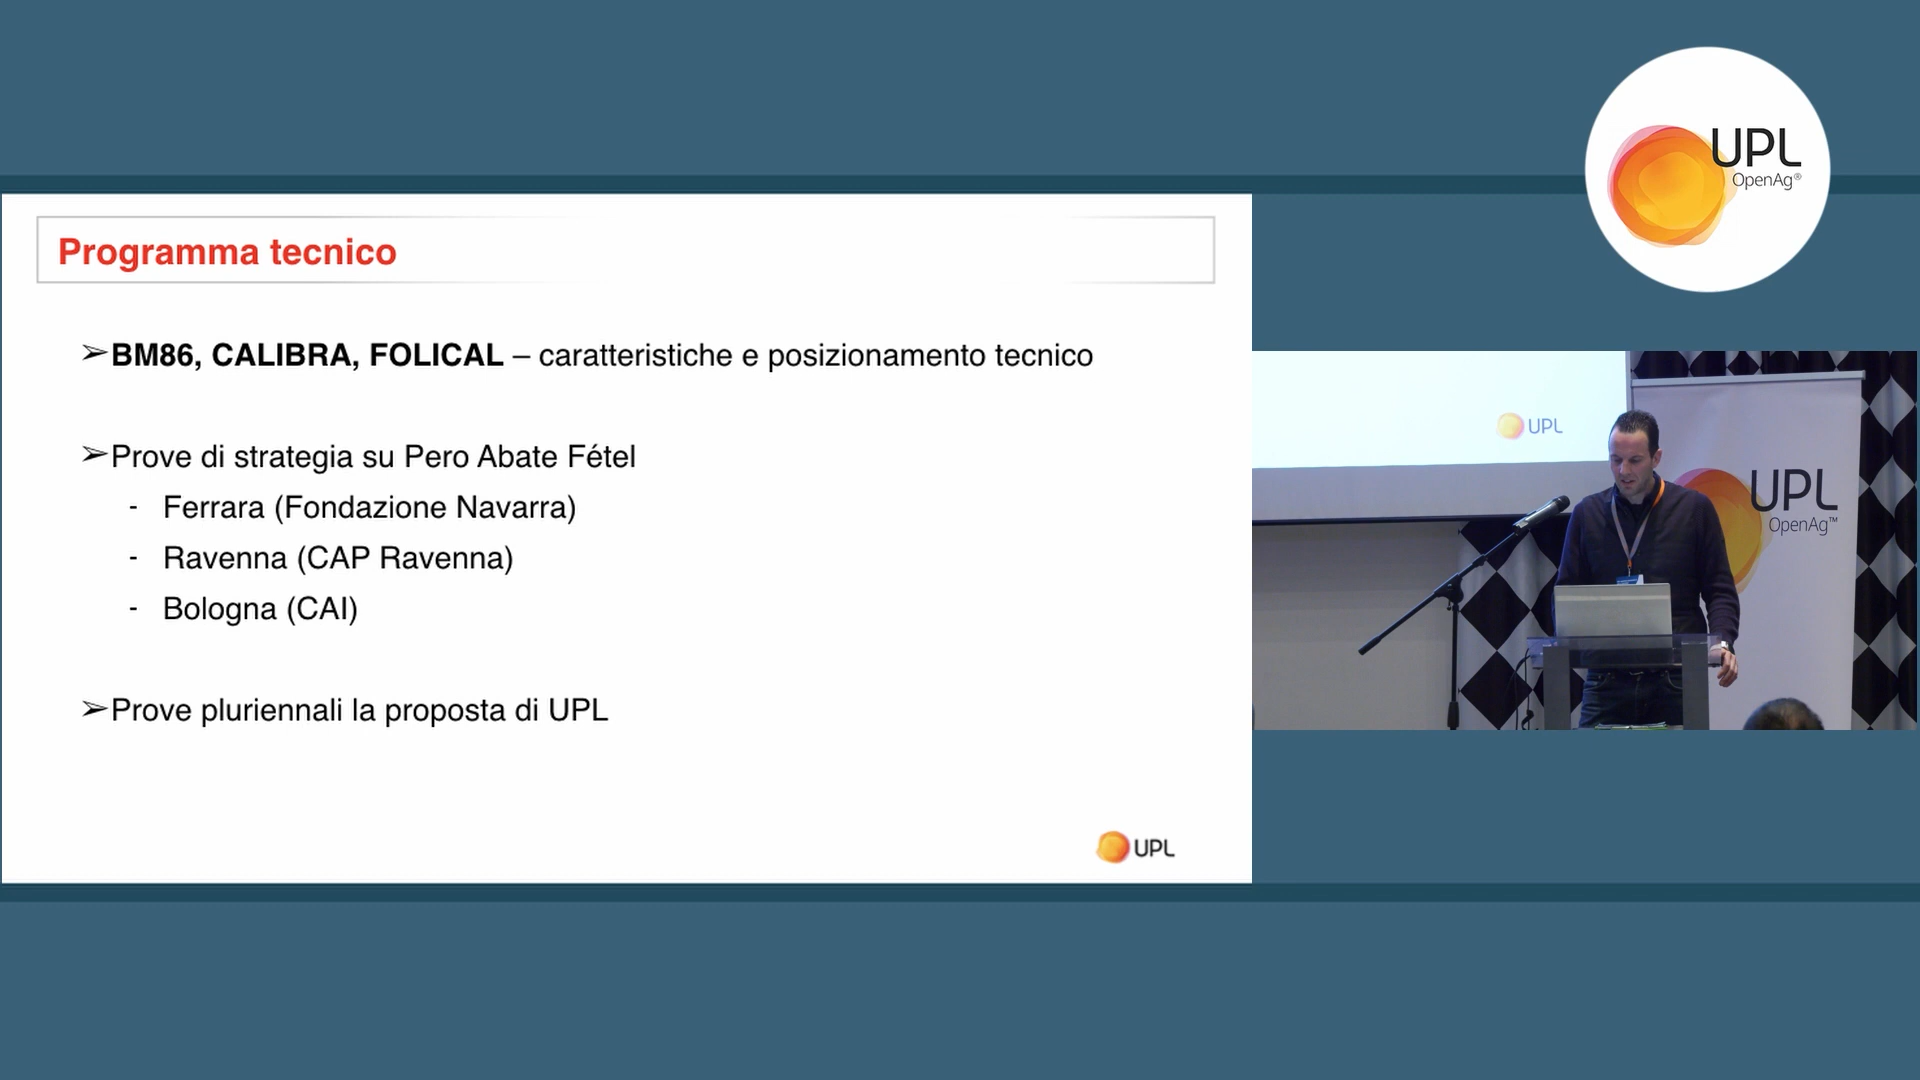 UPL
OpenAg®
Programma tecnico
➢BM86, CALIBRA, FOLICAL – caratteristiche e posizionamento tecnico
➢Prove di strategia su Pero Abate Fétel
- Ferrara (Fondazione Navarra)
- Ravenna (CAP Ravenna)
- Bologna (CAI)
➢Prove pluriennali la proposta di UPL
UPL
UPL
UPL
OpenAg™